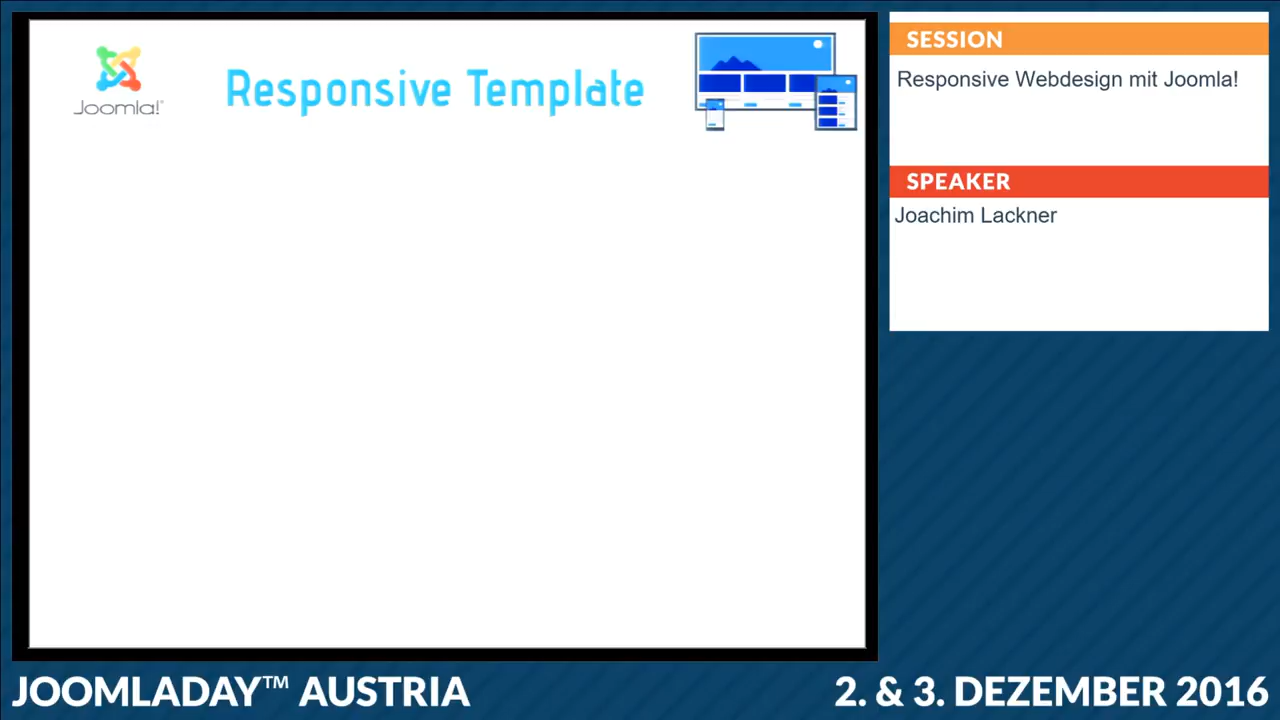 Joomla!®
Responsive Template
SESSION
Responsive Webdesign mit Joomla!
SPEAKER
Joachim Lackner
JOOMLADAY™ AUSTRIA
2. & 3. DEZEMBER 2016